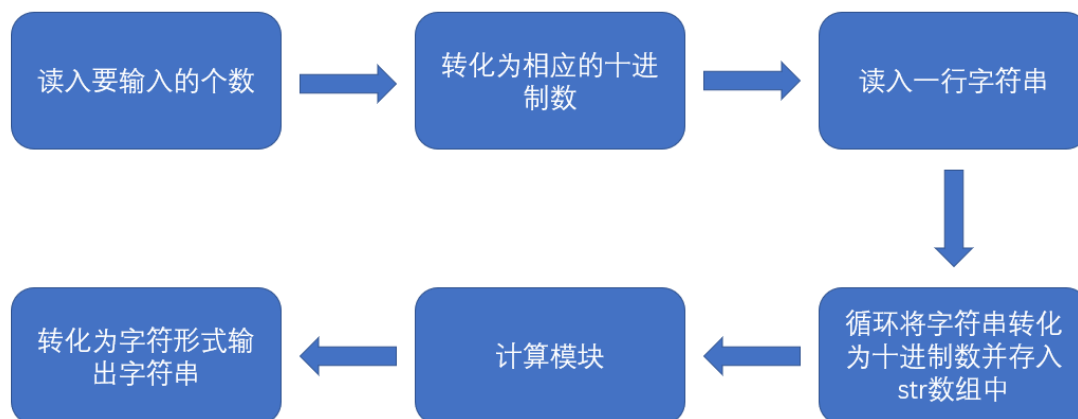 读入要输入的个数
转化为相应的十进
制数
读入一行字符串
循环将字符串转化
为十进制数并存入
str数组中
计算模块
转化为字符形式输
出字符串